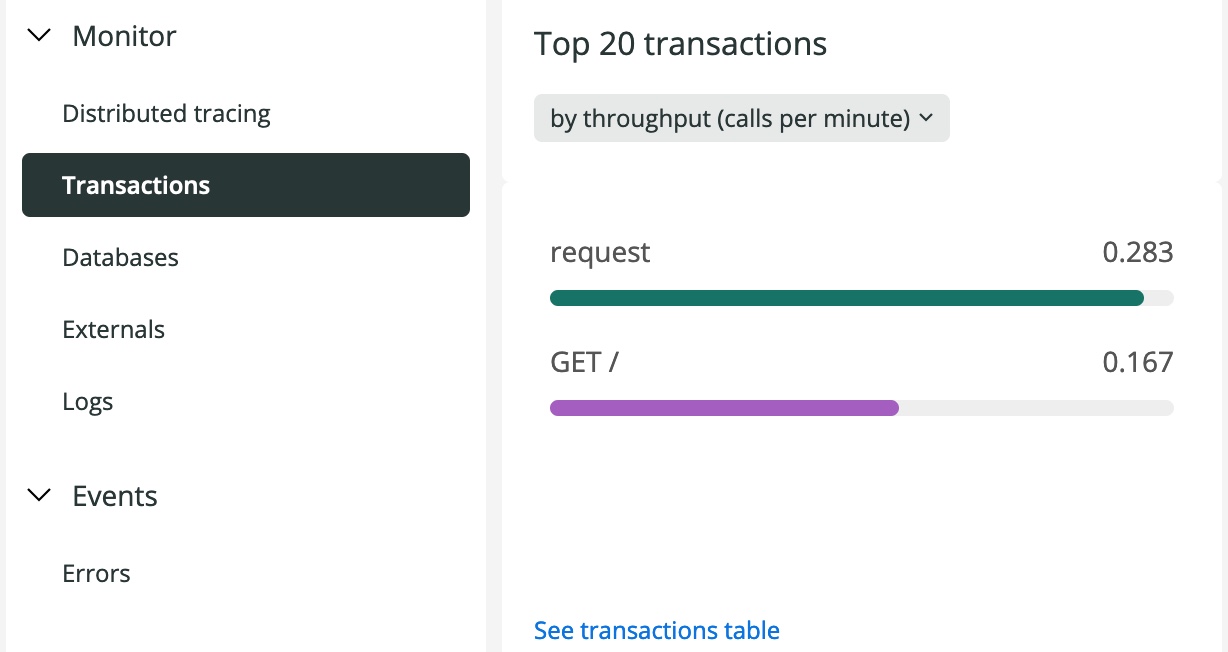 Monitor
Distributed tracing
Transactions
Databases
Externals
Logs
Events
Errors
Top 20 transactions
by throughput (calls per minute)
request 0.283
GET / 0.167
See transactions table